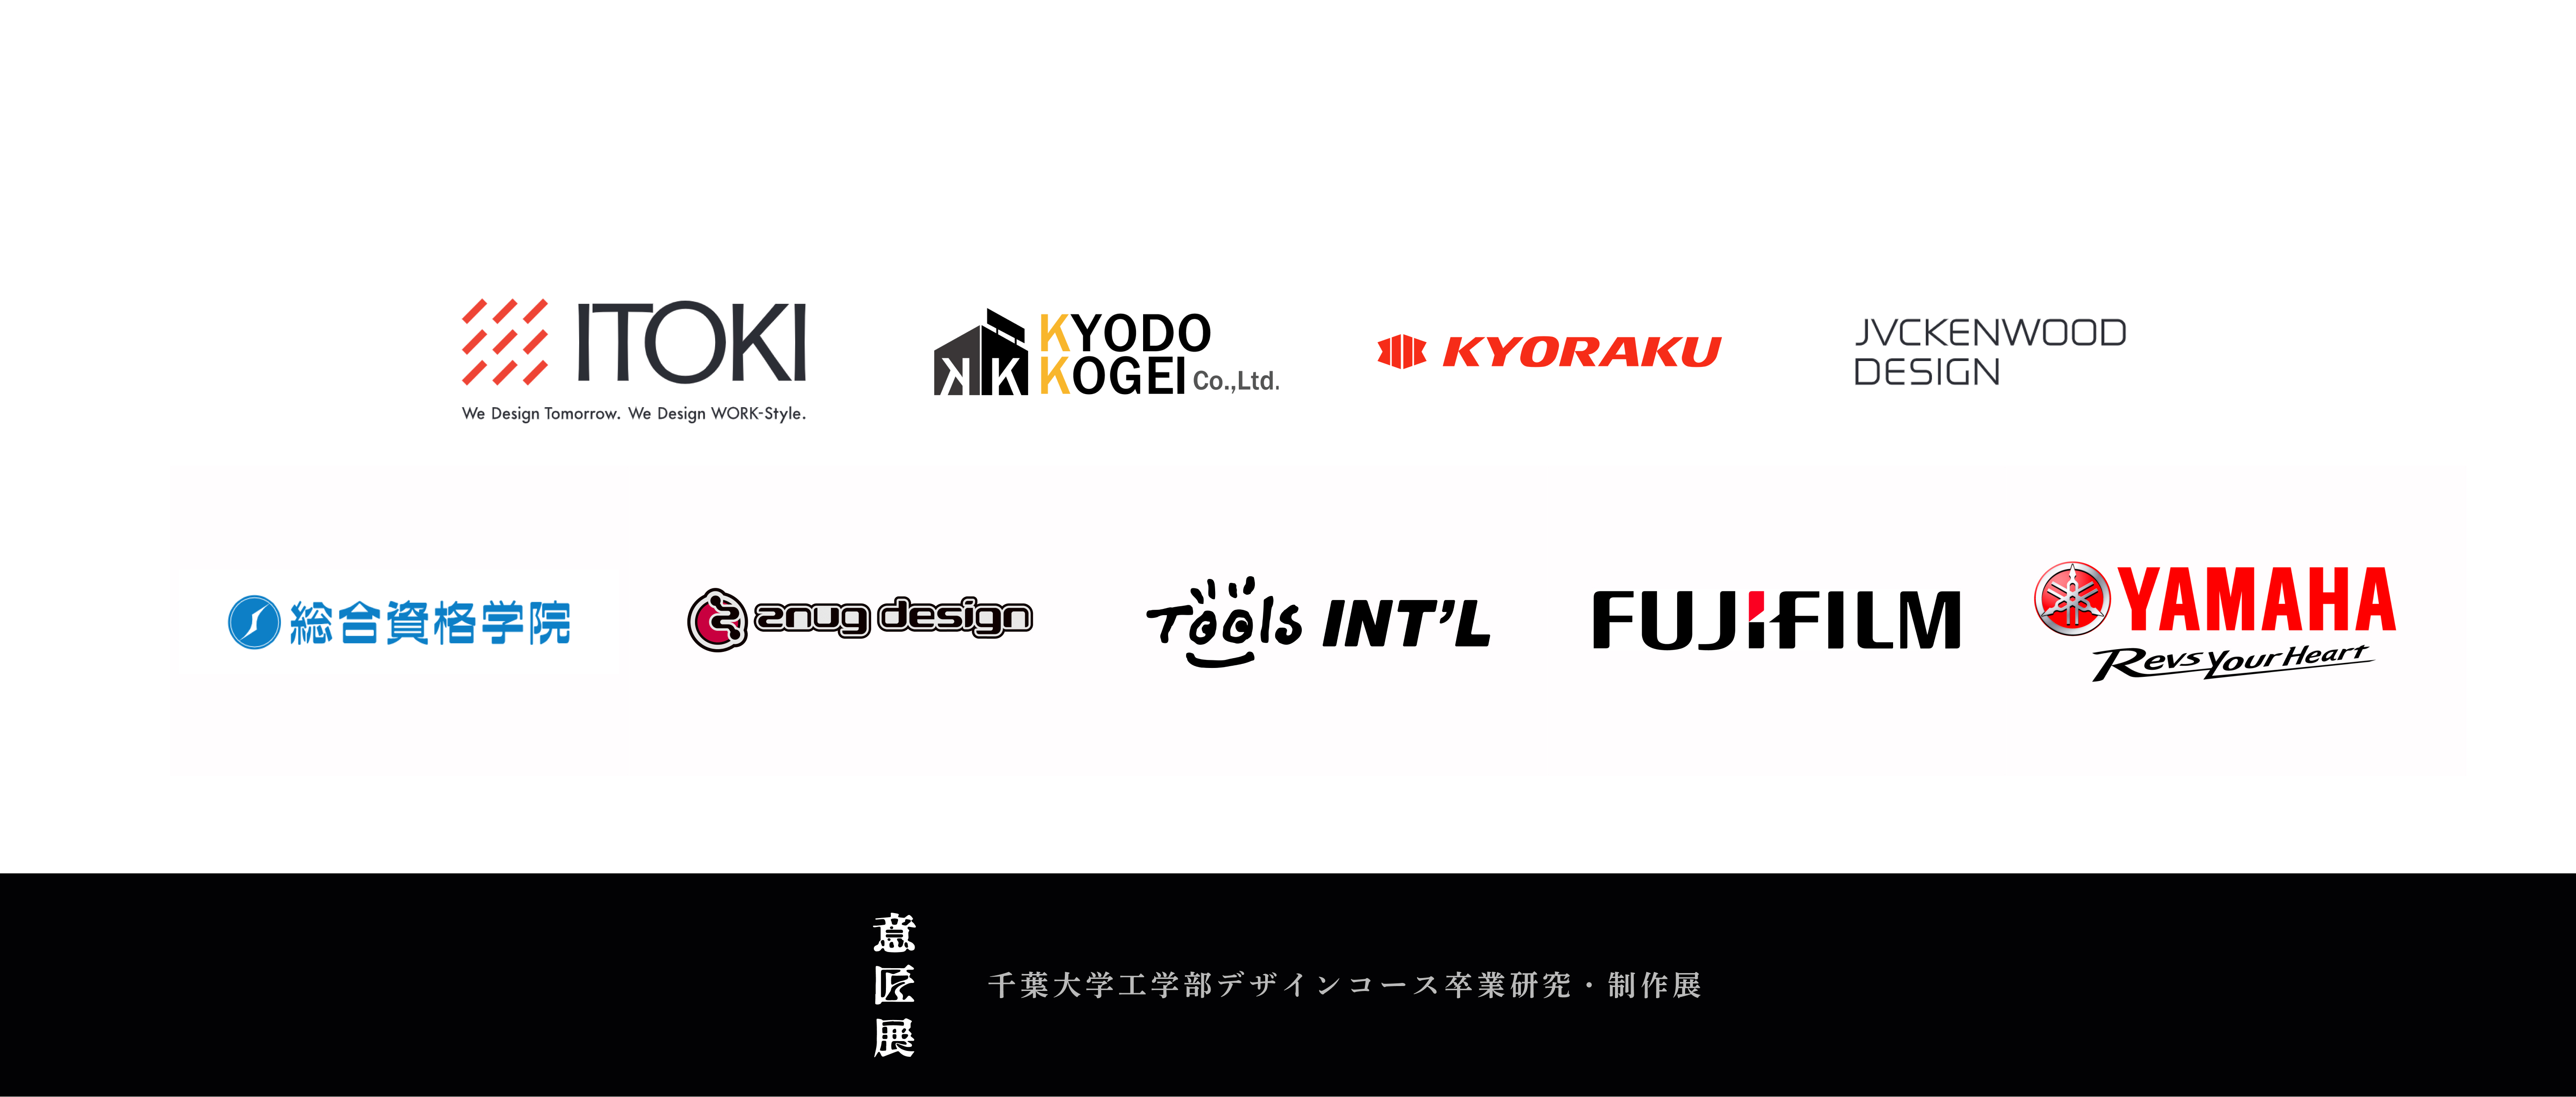 ITOKI
We Design Tomorrow. We Design WORK-Style.
KYODO
KOGEI Co.,Ltd.
KYORAKU
JVCKENWOOD
DESIGN
総合資格学院
znug design
Tools INT'L
FUJIFILM
YAMAHA
Revs Your Heart
意匠展
千葉大学工学部デザインコース卒業研究・制作展